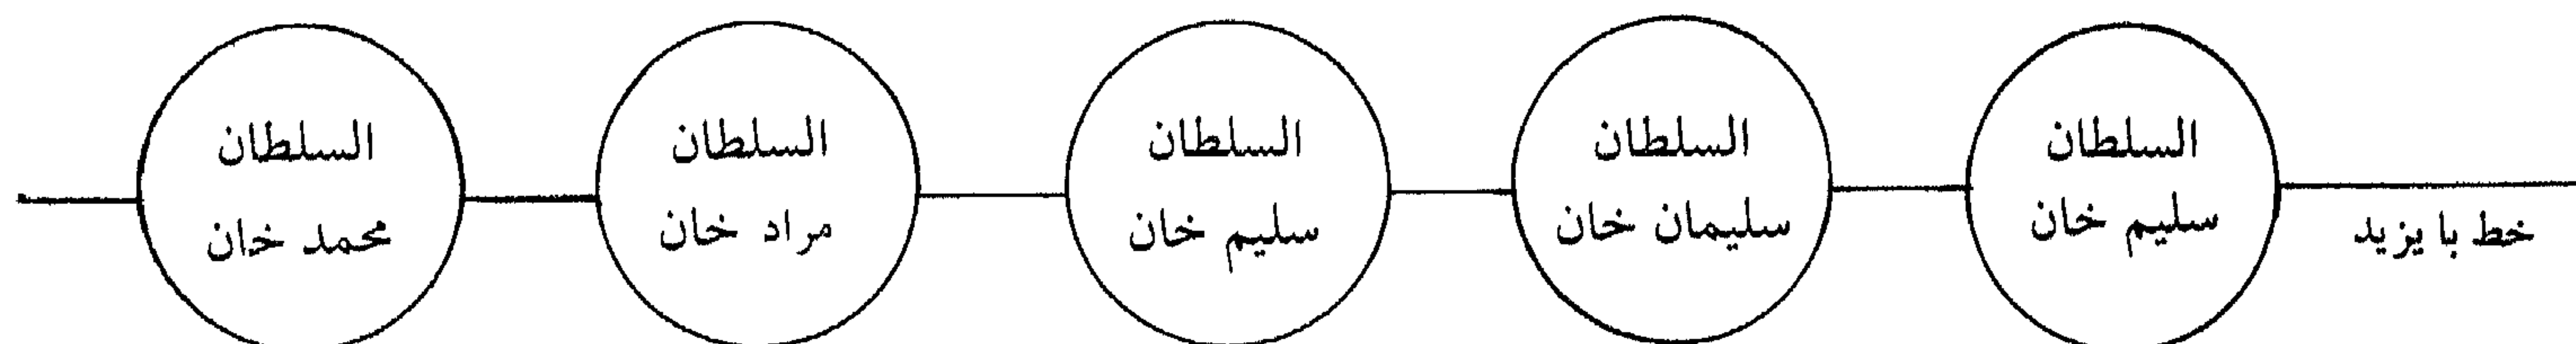 خط با يزيد
السلطان
سليم خان
السلطان
سليمان خان
السلطان
سليم خان
السلطان
مراد خان
السلطان
محمد خان